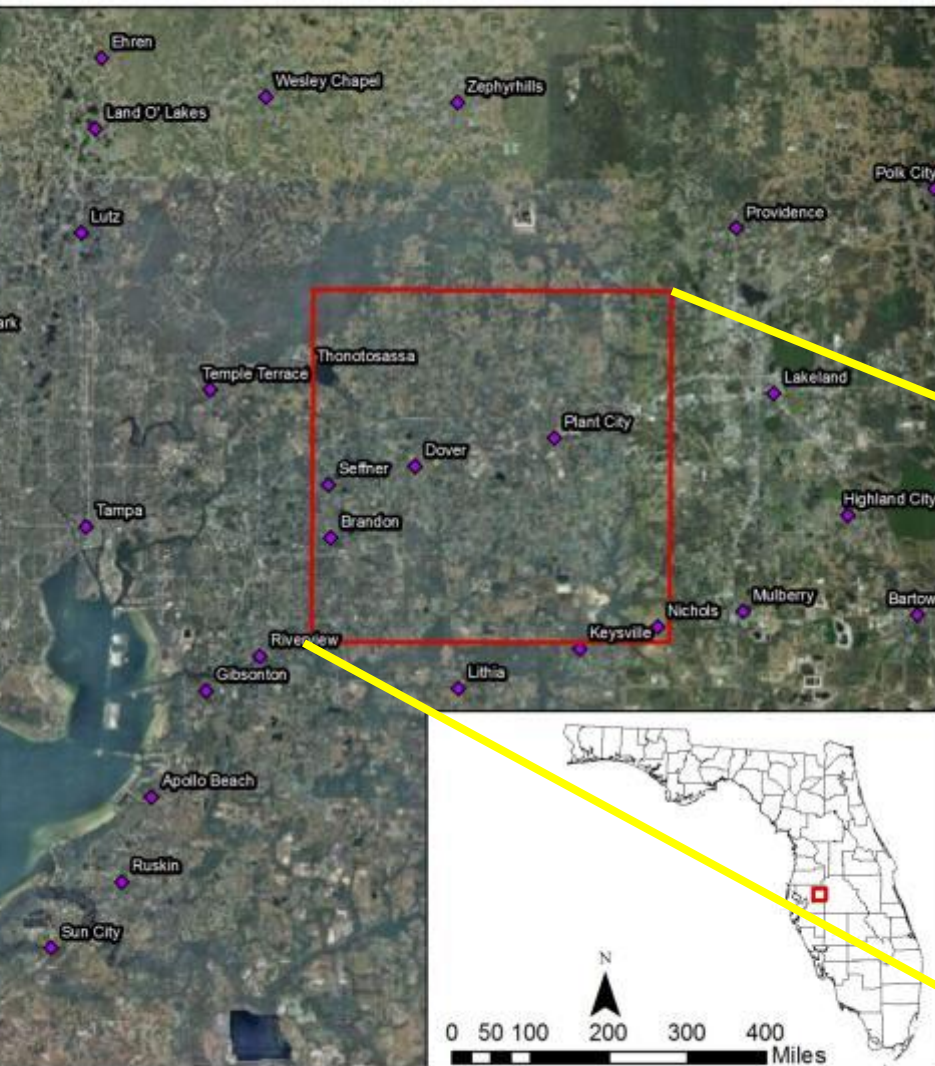 Ehren
Wesley Chapel
Zephyrhills
Land O' Lakes
Polk City
Lutz
Providence
ark
Thonotosassa
Temple Terrace
Lakeland
Plant City
Dover
Seffner
Highland City
Tampa
Brandon
Mulberry
Bartow
Nichols
Keysville
Riverview
Lithia
Gibsonton
Apollo Beach
Ruskin
Sun City
N
0 50 100 200 300 400
Miles